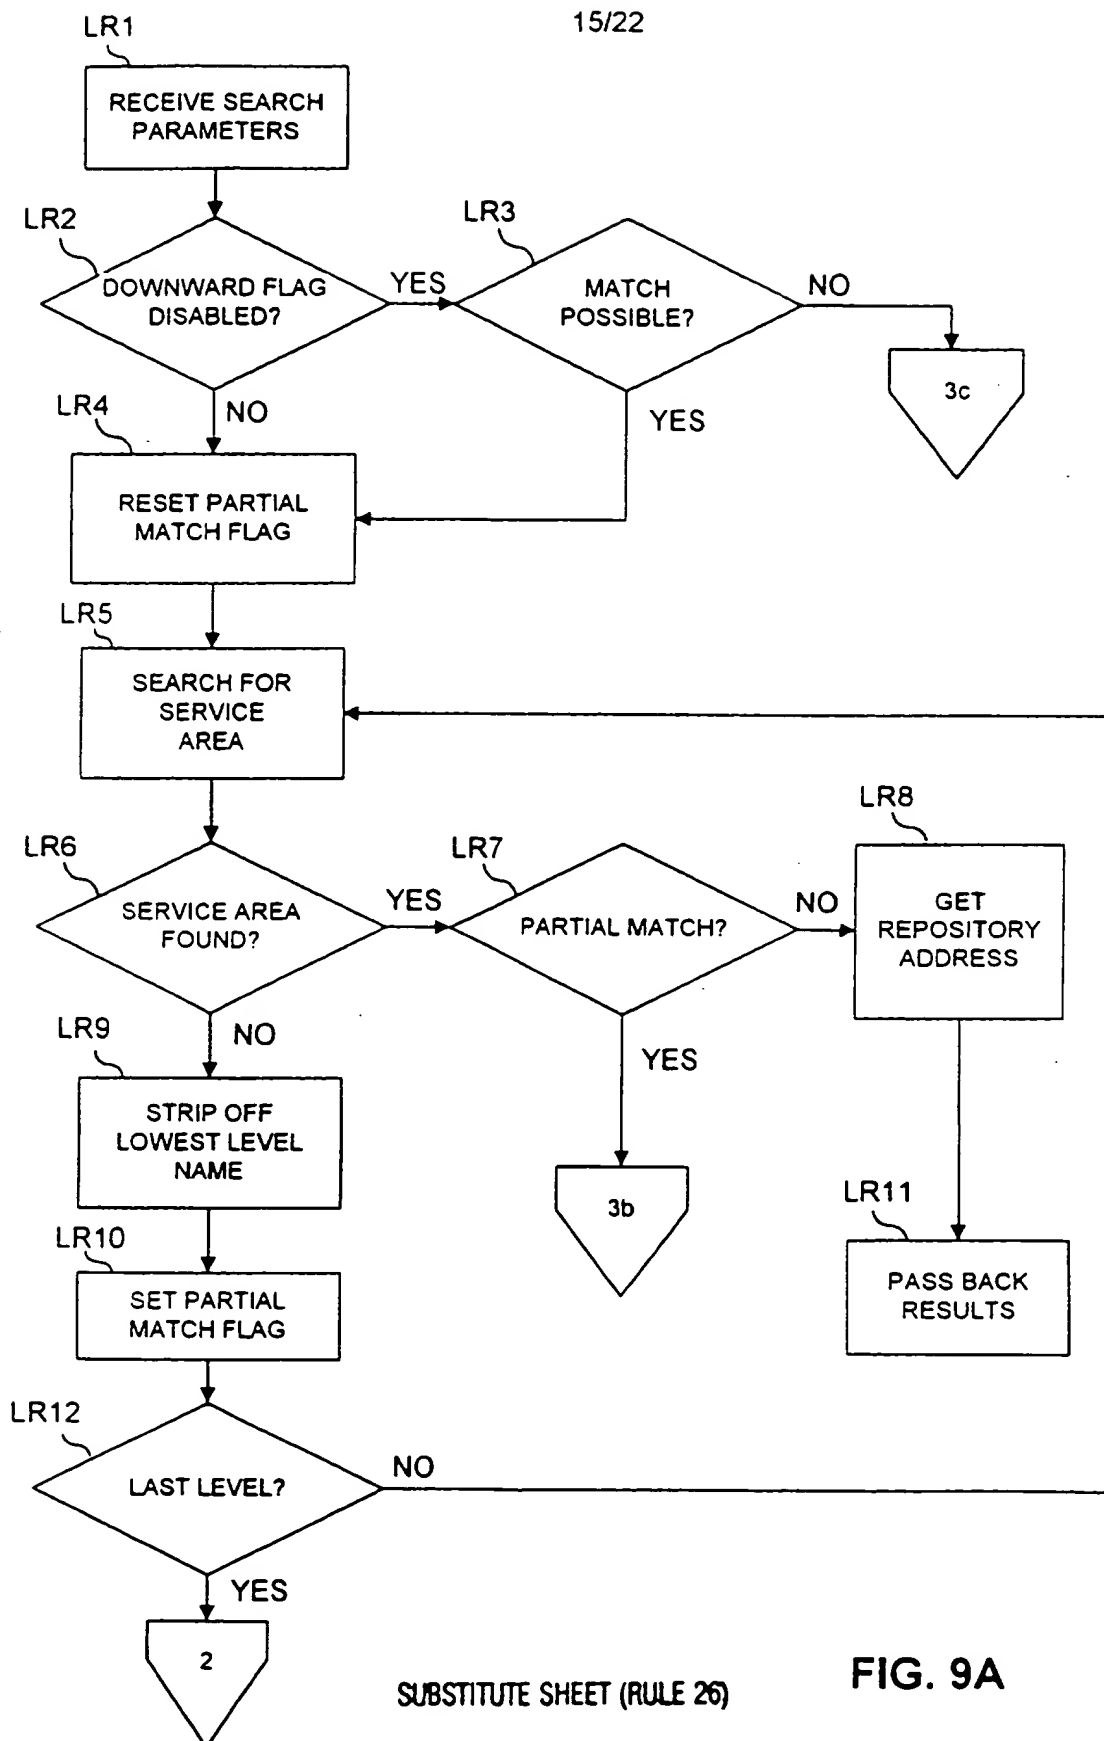 15/22
LR1
RECEIVE SEARCH
PARAMETERS
LR2
DOWNWARD FLAG
DISABLED?
YES
LR3
MATCH
POSSIBLE?
NO
3c
YES
NO
LR4
RESET PARTIAL
MATCH FLAG
LR5
SEARCH FOR
SERVICE
AREA
LR6
SERVICE AREA
FOUND?
YES
LR7
PARTIAL MATCH?
NO
LR8
GET
REPOSITORY
ADDRESS
NO
YES
LR9
STRIP OFF
LOWEST LEVEL
NAME
3b
LR11
PASS BACK
RESULTS
LR10
SET PARTIAL
MATCH FLAG
LR12
LAST LEVEL?
NO
YES
2
SUBSTITUTE SHEET (RULE 26)
FIG. 9A